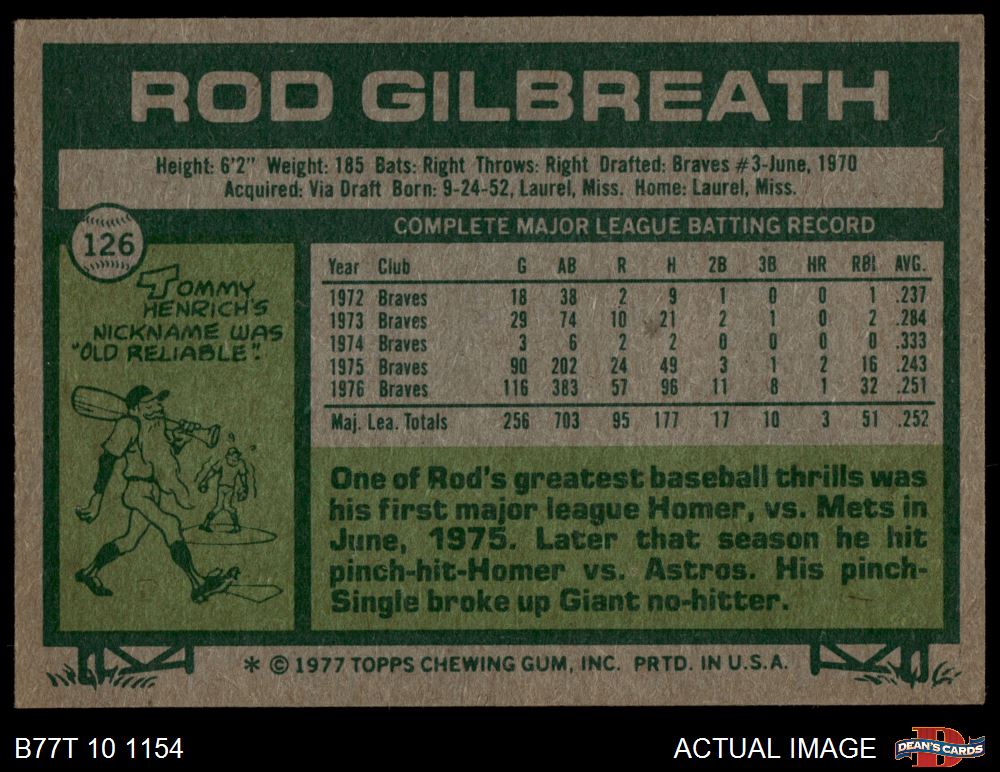 ROD GILBREATH
Height: 6'2" Weight: 185 Bats: Right Throws: Right Drafted: Braves #3-June, 1970
Acquired: Via Draft Born: 9-24-52, Laurel, Miss. Home: Laurel, Miss.
126
TOMMY
HENRICH'S
NICKNAME WAS
"OLD RELIABLE".
COMPLETE MAJOR LEAGUE BATTING RECORD
Year Club G AB R H 2B 3B HR RBI AVG.
1972 Braves 18 38 2 9 1 0 0 1 .237
1973 Braves 29 74 10 21 2 1 0 2 .284
1974 Braves 3 6 2 2 0 0 0 0 .333
1975 Braves 90 202 24 49 3 1 2 16 .243
1976 Braves 116 383 57 96 11 8 1 32 .251
Maj. Lea. Totals 256 703 95 177 17 10 3 51 .252
One of Rod's greatest baseball thrills was
his first major league Homer, vs. Mets in
June, 1975. Later that season he hit
pinch-hit-Homer vs. Astros. His pinch-
Single broke up Giant no-hitter.
* © 1977 TOPPS CHEWING GUM, INC. PRTD. IN U.S.A.
B77T 10 1154
ACTUAL IMAGE
D
DEAN'S CARDS